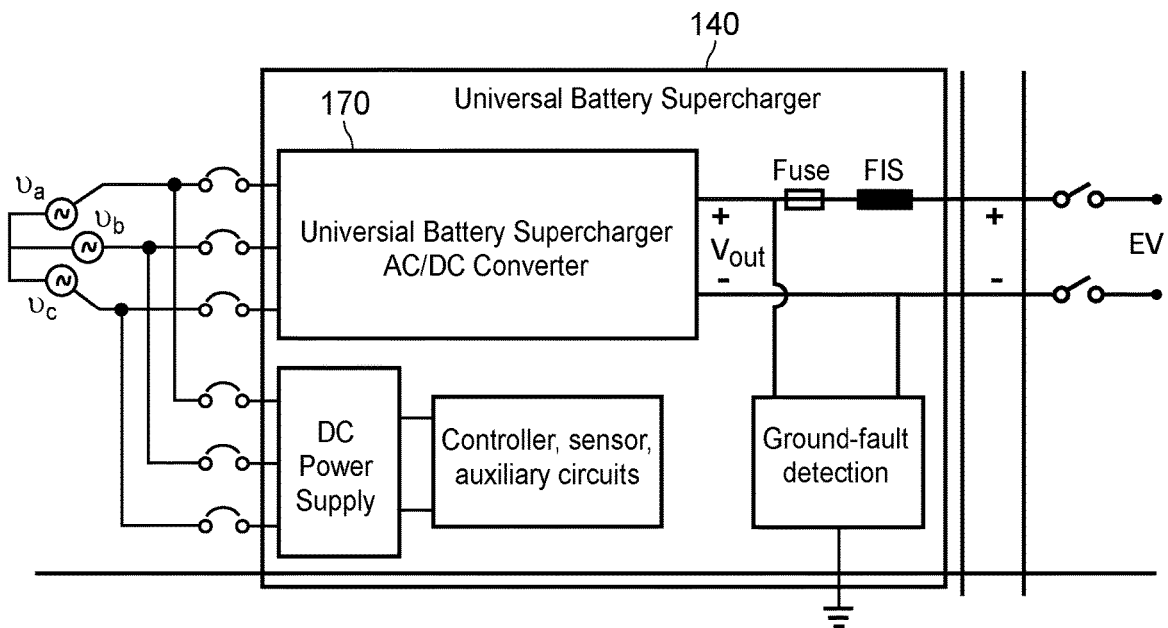 140
Universal Battery Supercharger
170
υa
υb
υc
Universial Battery Supercharger
AC/DC Converter
Fuse
FIS
+
Vout
-
+
-
EV
DC
Power
Supply
Controller, sensor,
auxiliary circuits
Ground-fault
detection